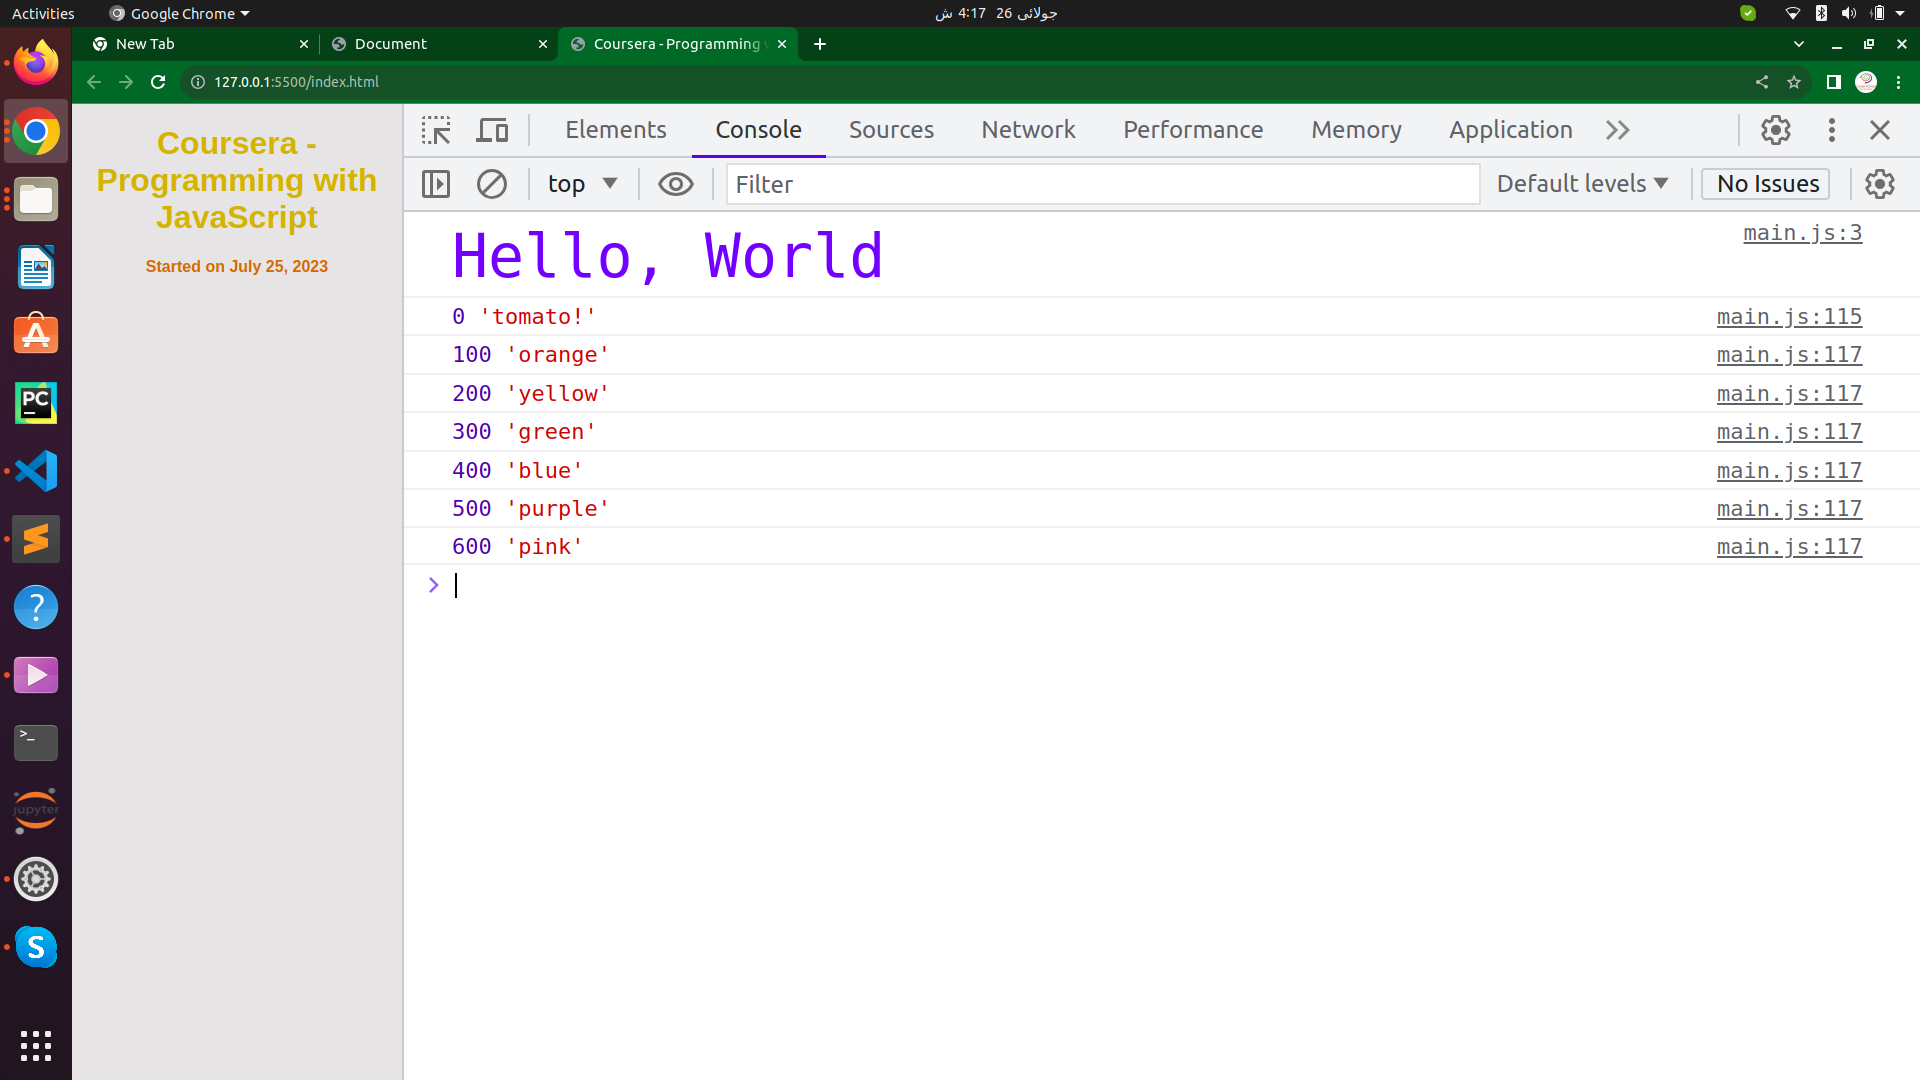 Activities
Google Chrome
جولائی 26 4:17 ش
New Tab
Document
Coursera - Programming
127.0.0.1:5500/index.html
Coursera -
Programming with
JavaScript
Started on July 25, 2023
Elements
Console
Sources
Network
Performance
Memory
Application
top
Filter
Default levels
No Issues
Hello, World
main.js:3
0 'tomato!'
main.js:115
100 'orange'
main.js:117
200 'yellow'
main.js:117
300 'green'
main.js:117
400 'blue'
main.js:117
500 'purple'
main.js:117
600 'pink'
main.js:117
PC
jupyter
S